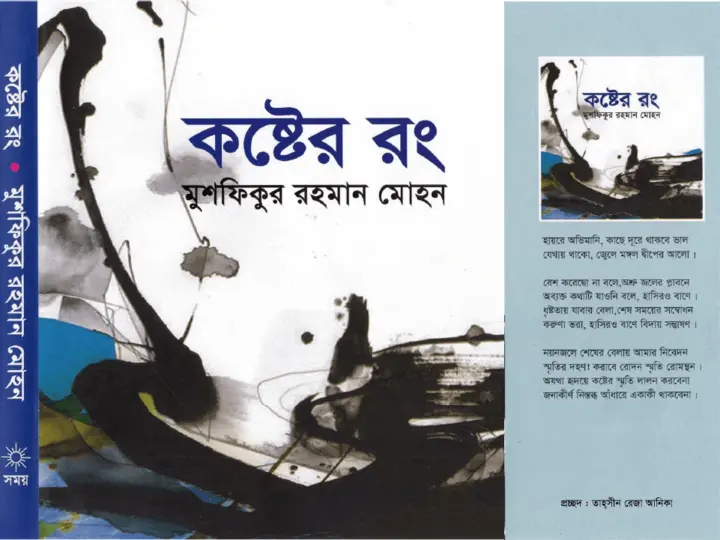 কষ্টের রং • মুশফিকুর রহমান মোহন
সময়
কষ্টের রং
মুশফিকুর রহমান মোহন
কষ্টের রং
মুশফিকুর রহমান মোহন
হায়রে অভিমানি, কাছে দূরে থাকবে ভাল
যেথায় থাকো, জ্বেলে মঙ্গল দ্বীপের আলো ।
বেশ করেছো না বলে,অশ্রু জলের প্লাবনে
অব্যক্ত কথাটি যাওনি বলে, হাসিরও বাণে ।
ধৃষ্টতায় যাবার বেলা,শেষ সময়ের সম্বোধন
করুণা ভরা, হাসিরও বাণে বিদায় সম্ভাষণ ।
নয়নজলে শেষের বেলায় আমার নিবেদন
স্মৃতির দহণ৷ করাবে রোদন স্মৃতি রোমন্থন ।
অযথা হৃদয়ে কষ্টের স্মৃতি লালন করবেনা
জনাকীর্ণ নিস্তব্ধ আঁধারে একাকী থাকবেনা ।
প্রচ্ছদ : তাহ্সীন রেজা আনিকা